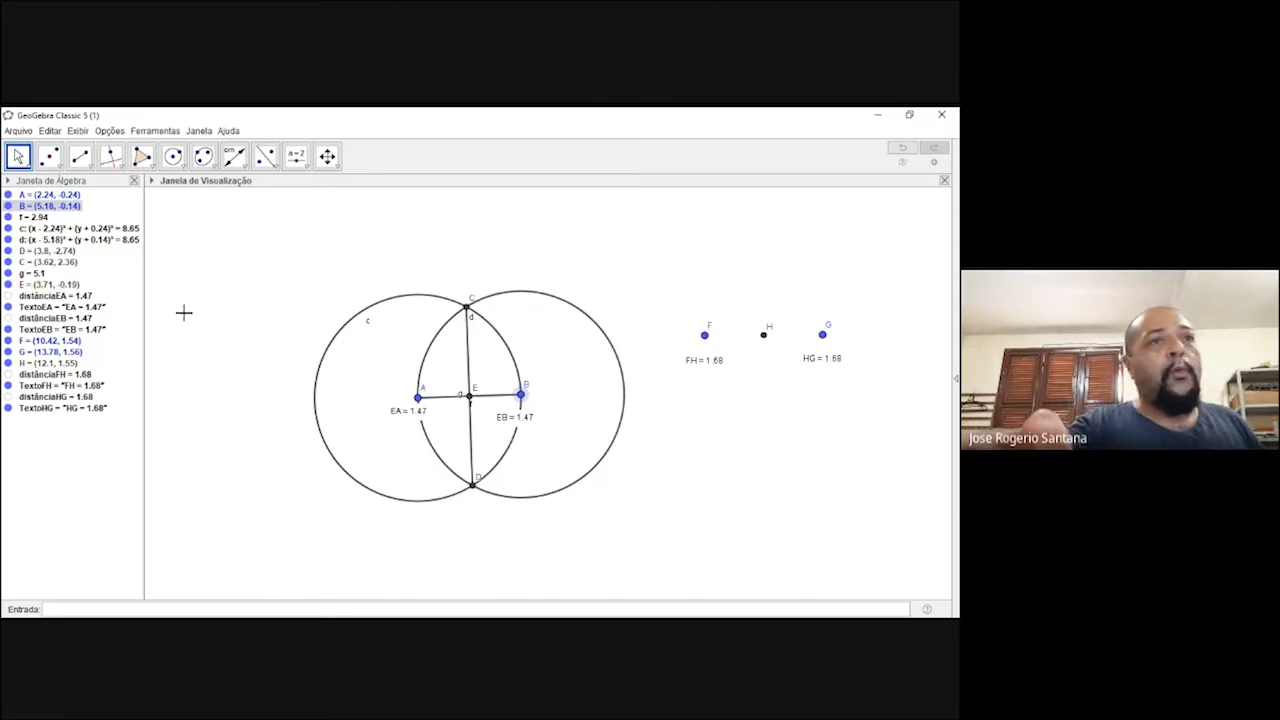 GeoGebra Classic 5 (1)
Arquivo Editar Exibir Opções Ferramentas Janela Ajuda
a = 2
Janela de Álgebra
Janela de Visualização
A = (2.24, -0.24)
B = (5.18, -0.14)
f = 2.94
c: (x - 2.24)² + (y + 0.24)² = 8.65
d: (x - 5.18)² + (y + 0.14)² = 8.65
D = (3.8, -2.74)
C = (3.62, 2.36)
g = 5.1
E = (3.71, -0.19)
distânciaEA = 1.47
TextoEA = "EA = 1.47"
distânciaEB = 1.47
TextoEB = "EB = 1.47"
F = (10.42, 1.54)
G = (13.78, 1.56)
H = (12.1, 1.55)
distânciaFH = 1.68
TextoFH = "FH = 1.68"
distânciaHG = 1.68
TextoHG = "HG = 1.68"
C
c
d
F
H
G
FH = 1.68
HG = 1.68
A
g
E
B
f
EA = 1.47
EB = 1.47
D
Jose Rogerio Santana
Entrada: